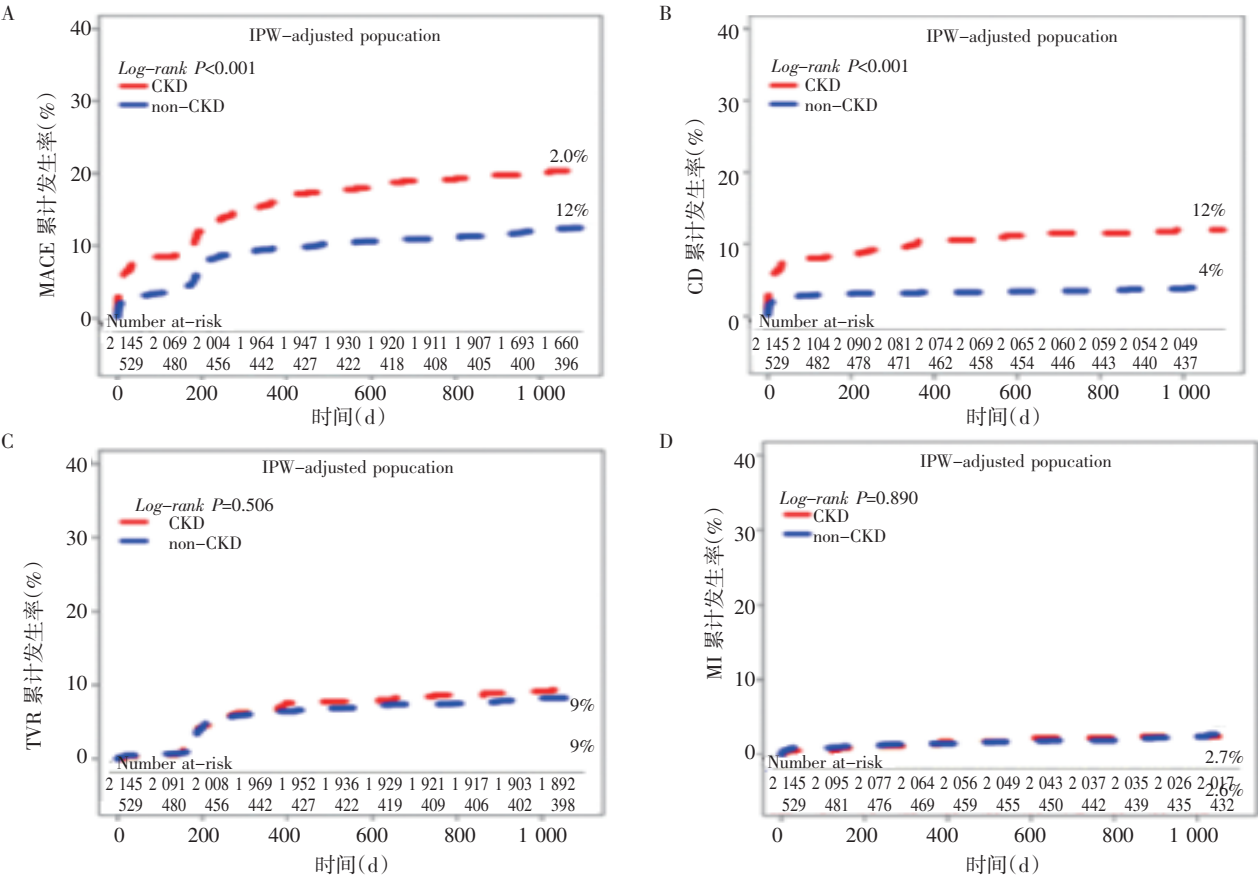 A
IPW-adjusted popucation
Log-rank P<0.001
CKD
non-CKD
MACE 累计发生率(%)
40
30
20
10
0
2.0%
12%
Number at-risk
2 145 2 069 2 004 1 964 1 947 1 930 1 920 1 911 1 907 1 693 1 660
529 480 456 442 427 422 418 408 405 400 396
0 200 400 600 800 1 000
时间(d)
B
IPW-adjusted popucation
Log-rank P<0.001
CKD
non-CKD
CD 累计发生率(%)
40
30
20
10
0
12%
4%
Number at-risk
2 145 2 104 2 090 2 081 2 074 2 069 2 065 2 060 2 059 2 054 2 049
529 482 478 471 462 458 454 446 443 440 437
0 200 400 600 800 1 000
时间(d)
C
IPW-adjusted popucation
Log-rank P=0.506
CKD
non-CKD
TVR 累计发生率(%)
40
30
20
10
0
9%
9%
Number at-risk
2 145 2 091 2 008 1 969 1 952 1 936 1 929 1 921 1 917 1 903 1 892
529 480 456 442 427 422 419 409 406 402 398
0 200 400 600 800 1 000
时间(d)
D
IPW-adjusted popucation
Log-rank P=0.890
CKD
non-CKD
MI 累计发生率(%)
40
30
20
10
0
2.7%
Number at-risk
2 145 2 095 2 077 2 064 2 056 2 049 2 043 2 037 2 035 2 026 2 017
2.6%
529 481 476 469 459 455 450 442 439 435 432
0 200 400 600 800 1 000
时间(d)